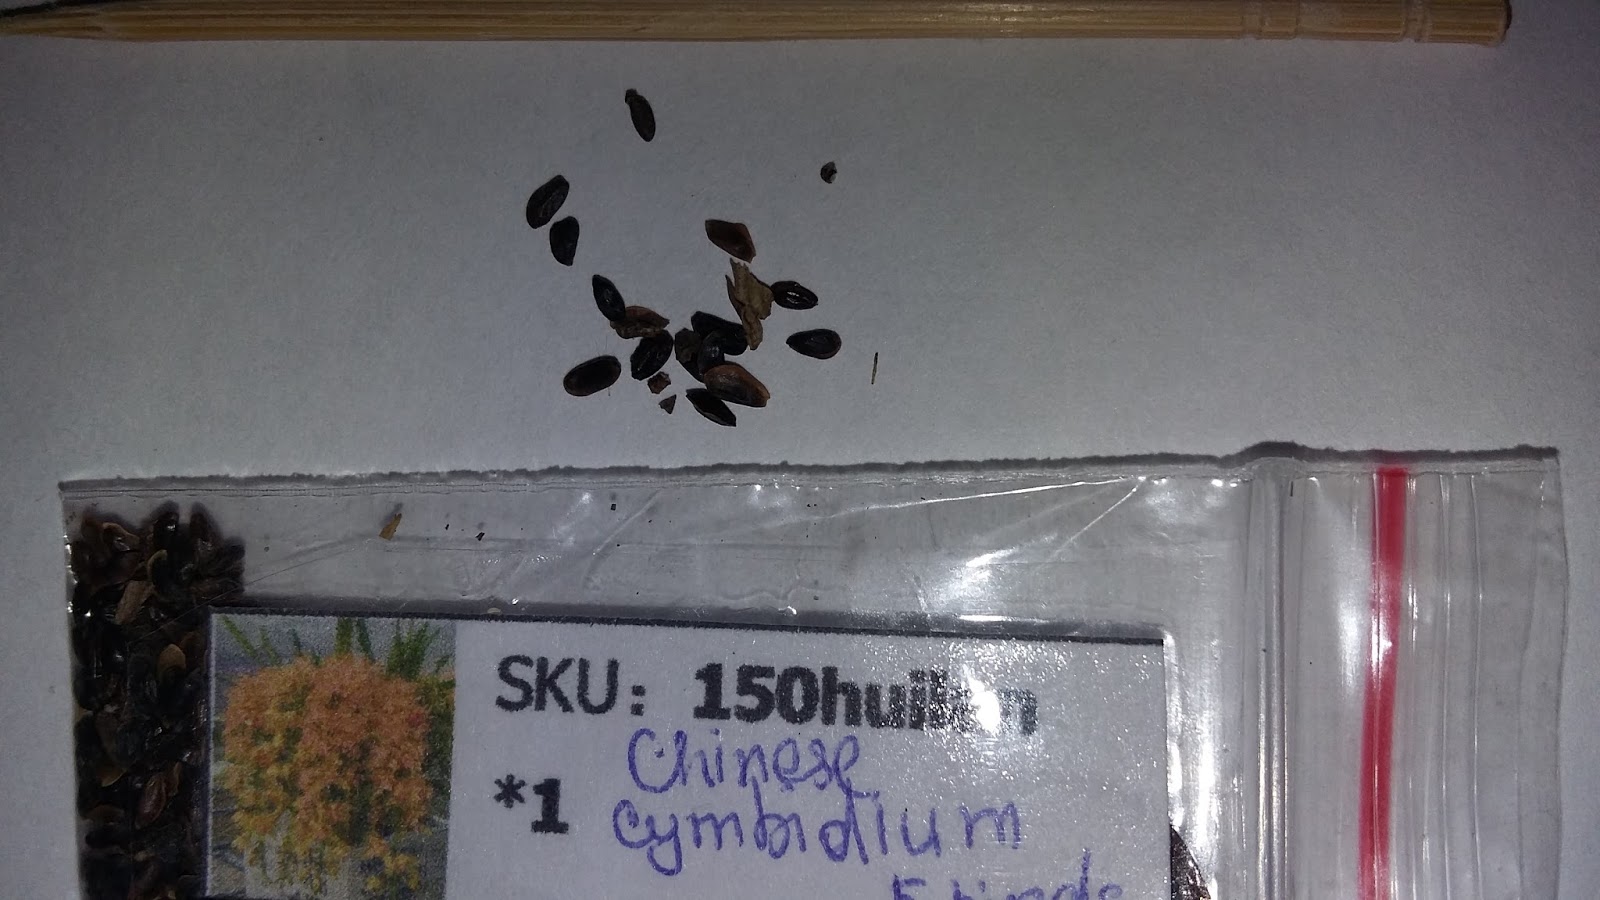 SKU: 150huilan
*1 Chinese
cymbidium